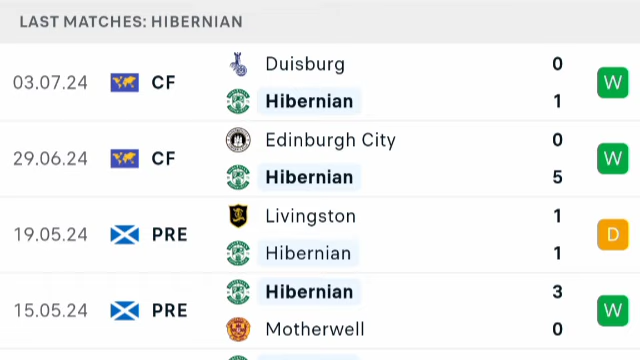 LAST MATCHES: HIBERNIAN
03.07.24 CF Duisburg 0 W
Hibernian 1
29.06.24 CF Edinburgh City 0 W
Hibernian 5
19.05.24 PRE Livingston 1 D
Hibernian 1
15.05.24 PRE Hibernian 3 W
Motherwell 0